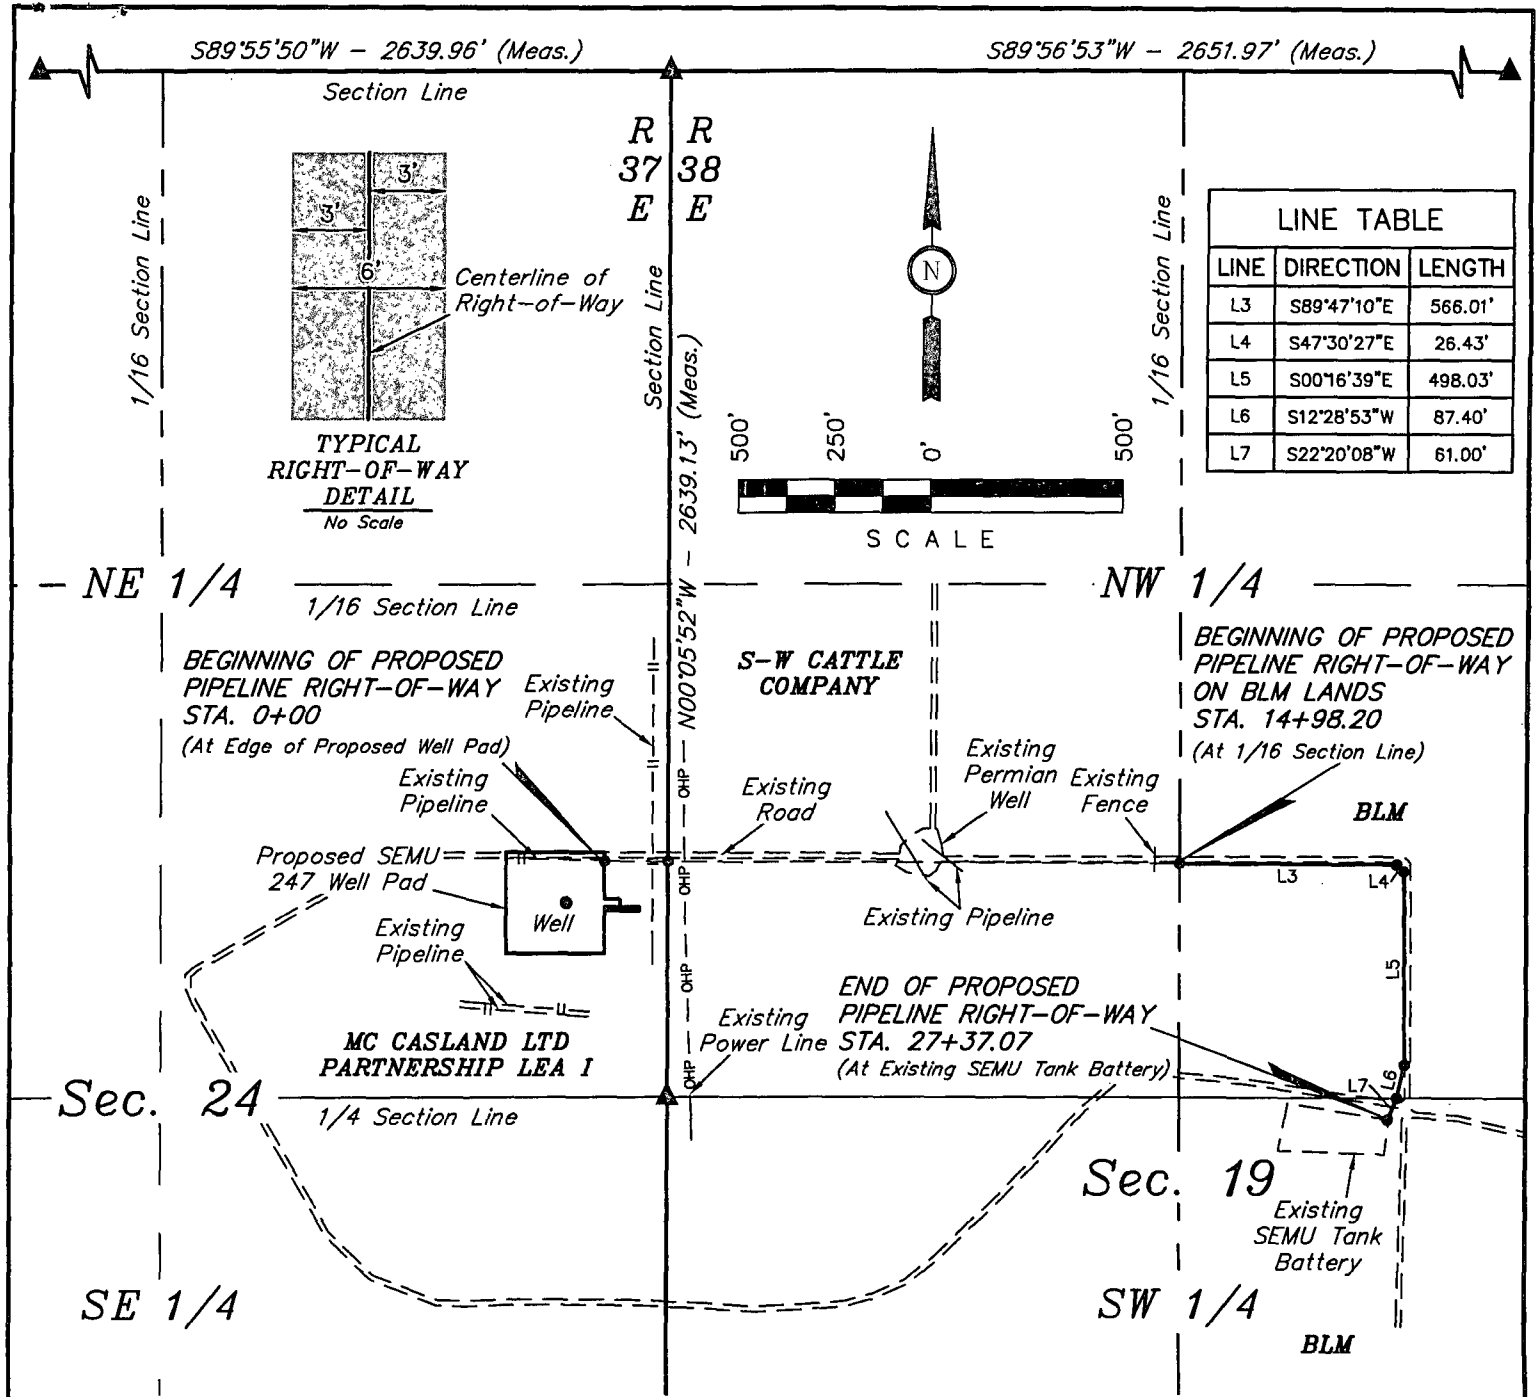 S89°55'50"W - 2639.96' (Meas.)
S89°56'53"W - 2651.97' (Meas.)
Section Line
R R
37 38
E E
1/16 Section Line
3'
3'
6'
Centerline of
Right-of-Way
TYPICAL
RIGHT-OF-WAY
DETAIL
No Scale
Section Line
N00°05'52"W - 2639.13' (Meas.)
N
500'
250'
0'
500'
SCALE
1/16 Section Line
LINE TABLE
LINE DIRECTION LENGTH
L3 S89°47'10"E 566.01'
L4 S47°30'27"E 26.43'
L5 S00°16'39"E 498.03'
L6 S12°28'53"W 87.40'
L7 S22°20'08"W 61.00'
NE 1/4
1/16 Section Line
NW 1/4
BEGINNING OF PROPOSED
PIPELINE RIGHT-OF-WAY
STA. 0+00
(At Edge of Proposed Well Pad)
Existing
Pipeline
S-W CATTLE
COMPANY
BEGINNING OF PROPOSED
PIPELINE RIGHT-OF-WAY
ON BLM LANDS
STA. 14+98.20
(At 1/16 Section Line)
Existing
Pipeline
OHP
Existing
Road
Existing
Permian
Well
Existing
Fence
BLM
Proposed SEMU
247 Well Pad
Well
OHP
Existing Pipeline
L3
L4
Existing
Pipeline
OHP
L5
MC CASLAND LTD
PARTNERSHIP LEA I
Existing
Power Line
END OF PROPOSED
PIPELINE RIGHT-OF-WAY
STA. 27+37.07
(At Existing SEMU Tank Battery)
OHP
L7
L6
Sec. 24
1/4 Section Line
Sec. 19
Existing
SEMU Tank
Battery
SE 1/4
SW 1/4
BLM